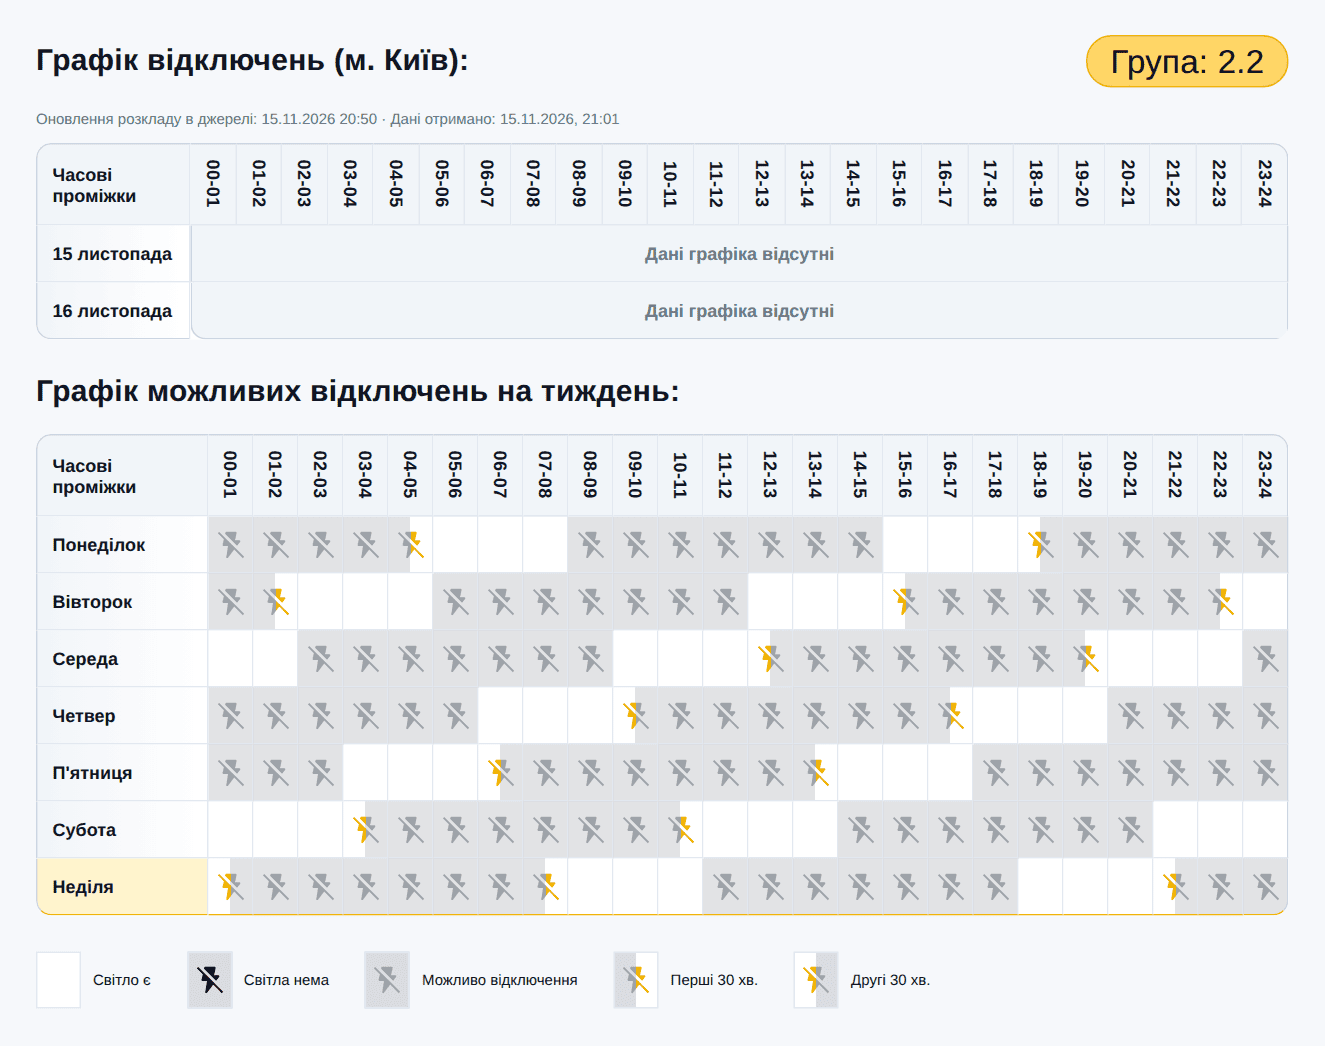 Графік відключень (м. Київ):
Група: 2.2
Оновлення розкладу в джерелі: 15.11.2026 20:50 · Дані отримано: 15.11.2026, 21:01
Часові проміжки 00-01 01-02 02-03 03-04 04-05 05-06 06-07 07-08 08-09 09-10 10-11 11-12 12-13 13-14 14-15 15-16 16-17 17-18 18-19 19-20 20-21 21-22 22-23 23-24
15 листопада Дані графіка відсутні
16 листопада Дані графіка відсутні
Графік можливих відключень на тиждень:
Часові проміжки 00-01 01-02 02-03 03-04 04-05 05-06 06-07 07-08 08-09 09-10 10-11 11-12 12-13 13-14 14-15 15-16 16-17 17-18 18-19 19-20 20-21 21-22 22-23 23-24
Понеділок
Вівторок
Середа
Четвер
П'ятниця
Субота
Неділя
Світло є Світла нема Можливо відключення Перші 30 хв. Другі 30 хв.